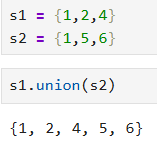 s1 = {1,2,4}
s2 = {1,5,6}
s1.union(s2)
{1, 2, 4, 5, 6}